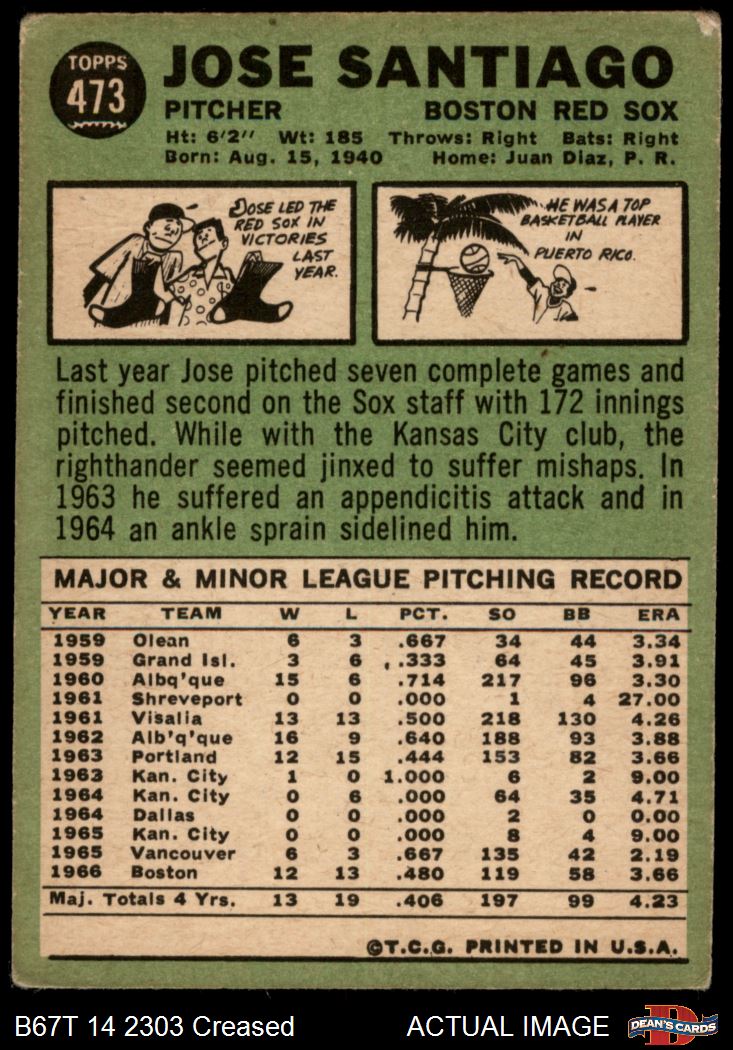 TOPPS
473
JOSE SANTIAGO
PITCHER BOSTON RED SOX
Ht: 6'2" Wt: 185 Throws: Right Bats: Right
Born: Aug. 15, 1940 Home: Juan Diaz, P. R.
JOSE LED THE
RED SOX IN
VICTORIES
LAST
YEAR.
HE WAS A TOP
BASKETBALL PLAYER
IN
PUERTO RICO.
Last year Jose pitched seven complete games and
finished second on the Sox staff with 172 innings
pitched. While with the Kansas City club, the
righthander seemed jinxed to suffer mishaps. In
1963 he suffered an appendicitis attack and in
1964 an ankle sprain sidelined him.
MAJOR & MINOR LEAGUE PITCHING RECORD
YEAR TEAM W L PCT. SO BB ERA
1959 Olean 6 3 .667 34 44 3.34
1959 Grand Isl. 3 6 .333 64 45 3.91
1960 Albq'que 15 6 .714 217 96 3.30
1961 Shreveport 0 0 .000 1 4 27.00
1961 Visalia 13 13 .500 218 130 4.26
1962 Alb'q'que 16 9 .640 188 93 3.88
1963 Portland 12 15 .444 153 82 3.66
1963 Kan. City 1 0 1.000 6 2 9.00
1964 Kan. City 0 6 .000 64 35 4.71
1964 Dallas 0 0 .000 2 0 0.00
1965 Kan. City 0 0 .000 8 4 9.00
1965 Vancouver 6 3 .667 135 42 2.19
1966 Boston 12 13 .480 119 58 3.66
Maj. Totals 4 Yrs. 13 19 .406 197 99 4.23
©T.C.G. PRINTED IN U.S.A.
B67T 14 2303 Creased ACTUAL IMAGE
DEAN'S CARDS